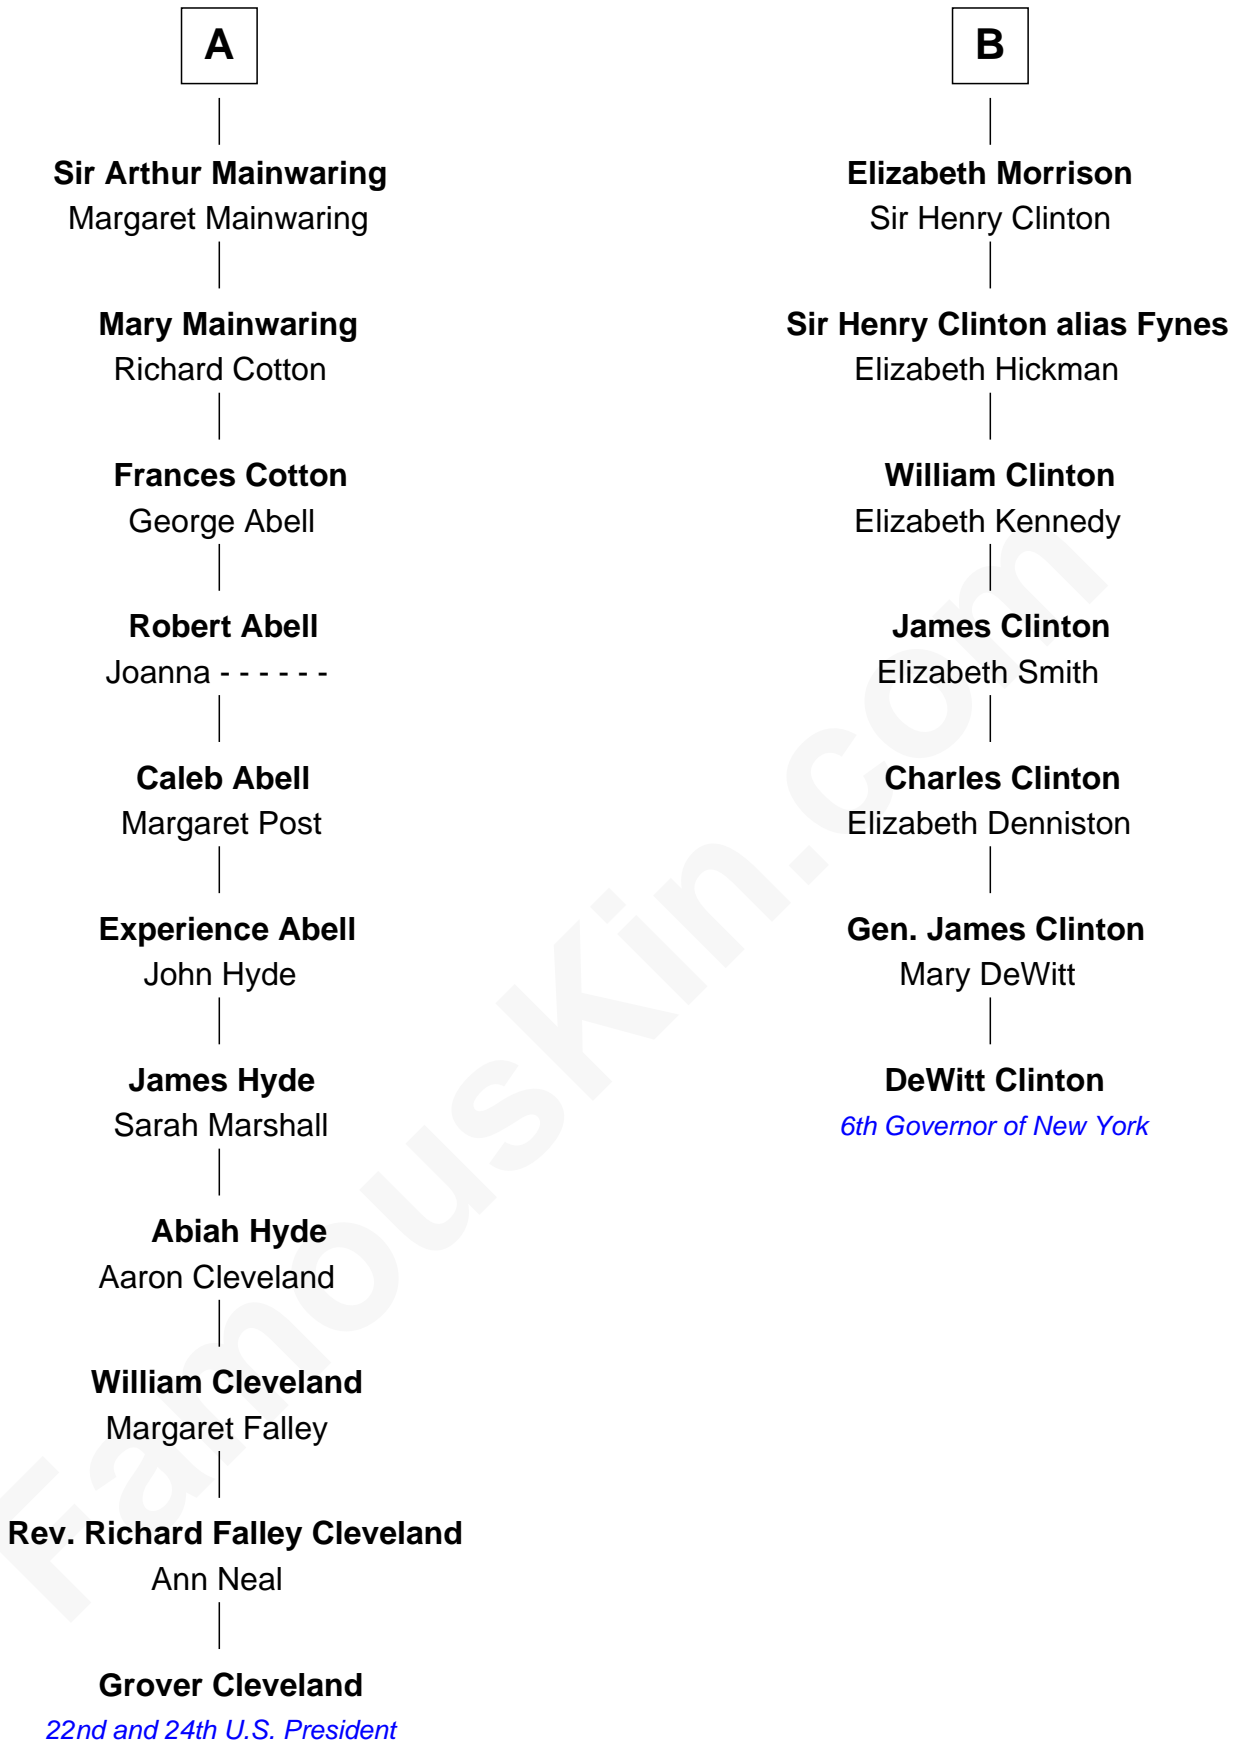 A
Sir Arthur Mainwaring
Margaret Mainwaring
Mary Mainwaring
Richard Cotton
Frances Cotton
George Abell
Robert Abell
Joanna - - - - - -
Caleb Abell
Margaret Post
Experience Abell
John Hyde
James Hyde
Sarah Marshall
Abiah Hyde
Aaron Cleveland
William Cleveland
Margaret Falley
Rev. Richard Falley Cleveland
Ann Neal
Grover Cleveland
22nd and 24th U.S. President
B
Elizabeth Morrison
Sir Henry Clinton
Sir Henry Clinton alias Fynes
Elizabeth Hickman
William Clinton
Elizabeth Kennedy
James Clinton
Elizabeth Smith
Charles Clinton
Elizabeth Denniston
Gen. James Clinton
Mary DeWitt
DeWitt Clinton
6th Governor of New York
FamousKin.com